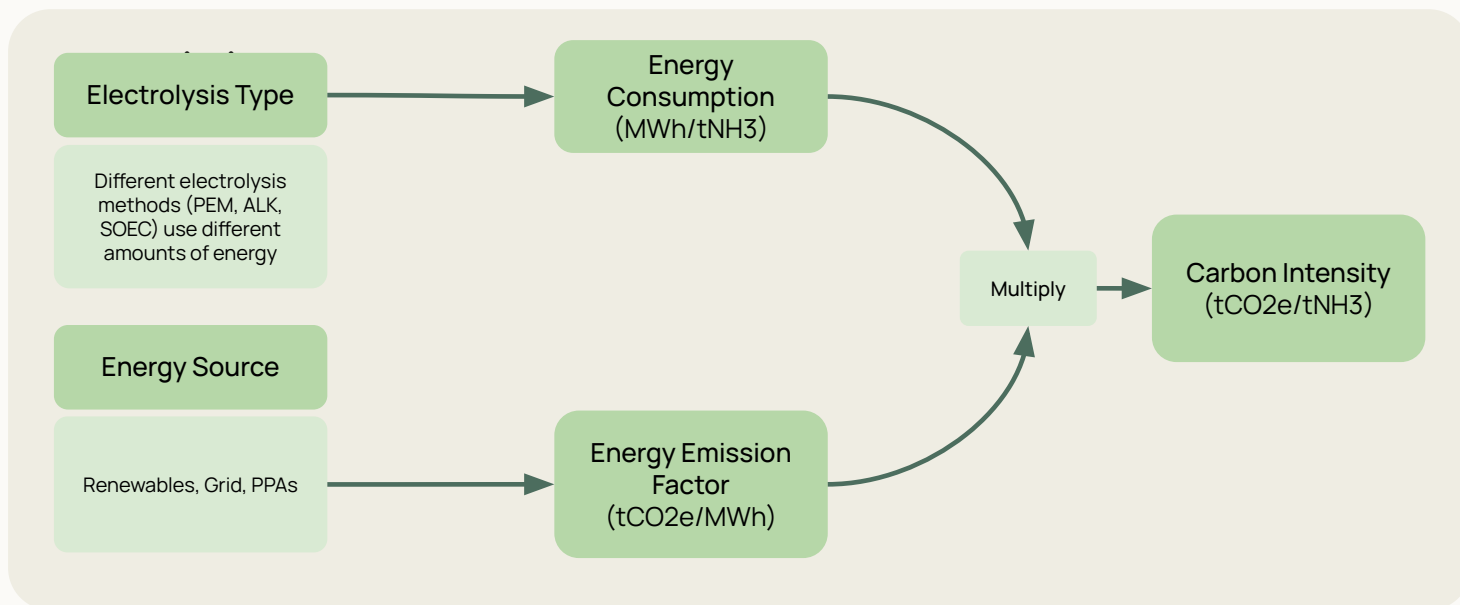 Electrolysis Type
Different electrolysis
methods (PEM, ALK,
SOEC) use different
amounts of energy
Energy Source
Renewables, Grid, PPAs
Energy
Consumption
(MWh/tNH3)
Energy Emission
Factor
(tCO2e/MWh)
Multiply
Carbon Intensity
(tCO2e/tNH3)